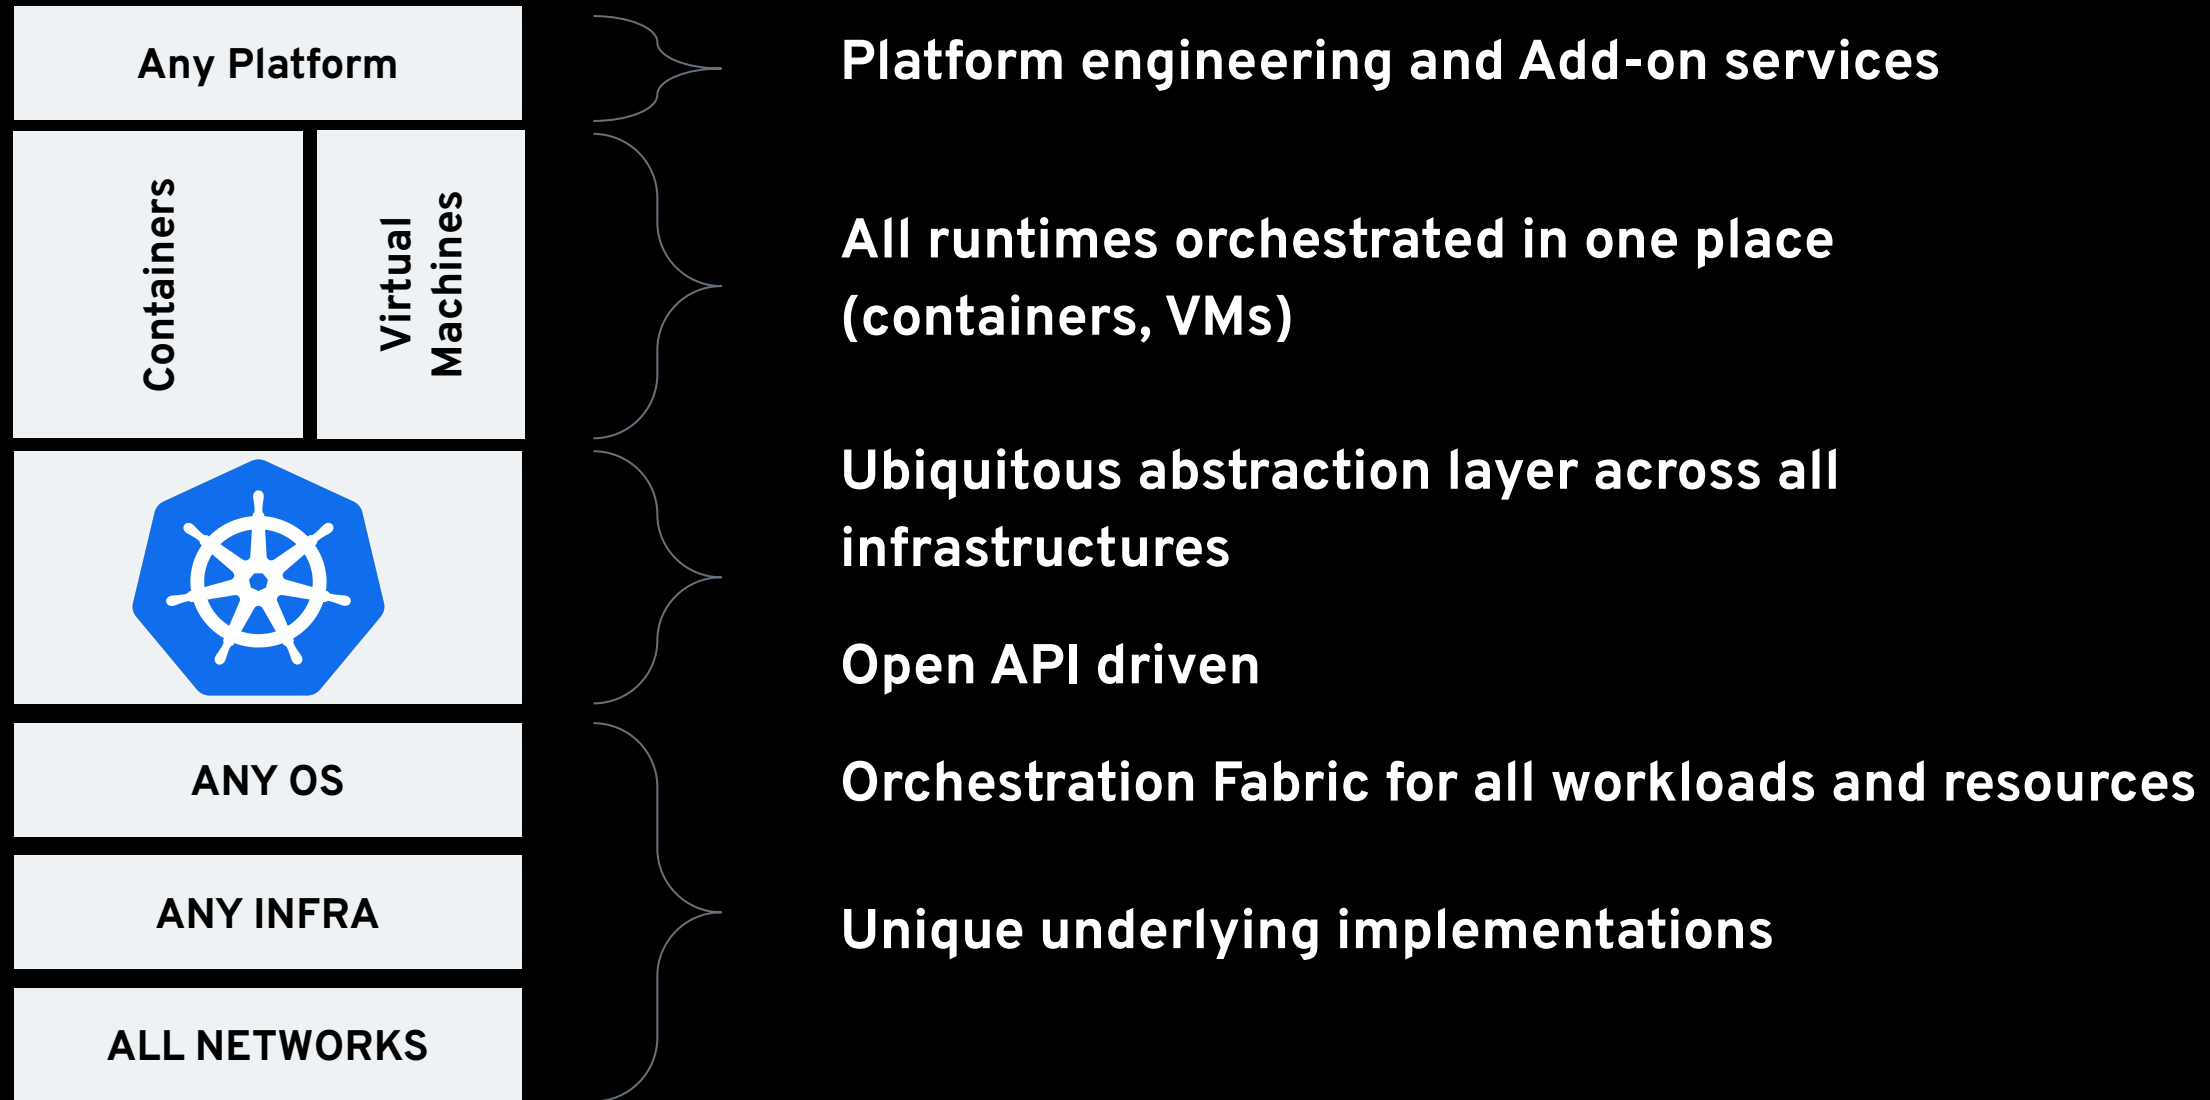 Any Platform
Platform engineering and Add-on services
Containers
Virtual
Machines
All runtimes orchestrated in one place
(containers, VMs)
Ubiquitous abstraction layer across all
infrastructures
Open API driven
ANY OS
Orchestration Fabric for all workloads and resources
ANY INFRA
Unique underlying implementations
ALL NETWORKS